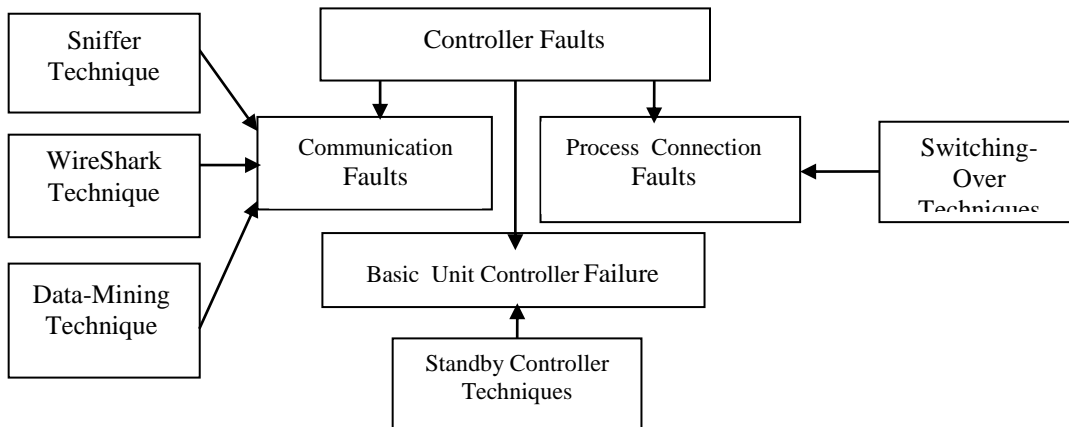 Sniffer
Technique
Controller Faults
WireShark
Technique
Communication
Faults
Process Connection
Faults
Switching-
Over
Techniques
Basic Unit Controller Failure
Data-Mining
Technique
Standby Controller
Techniques